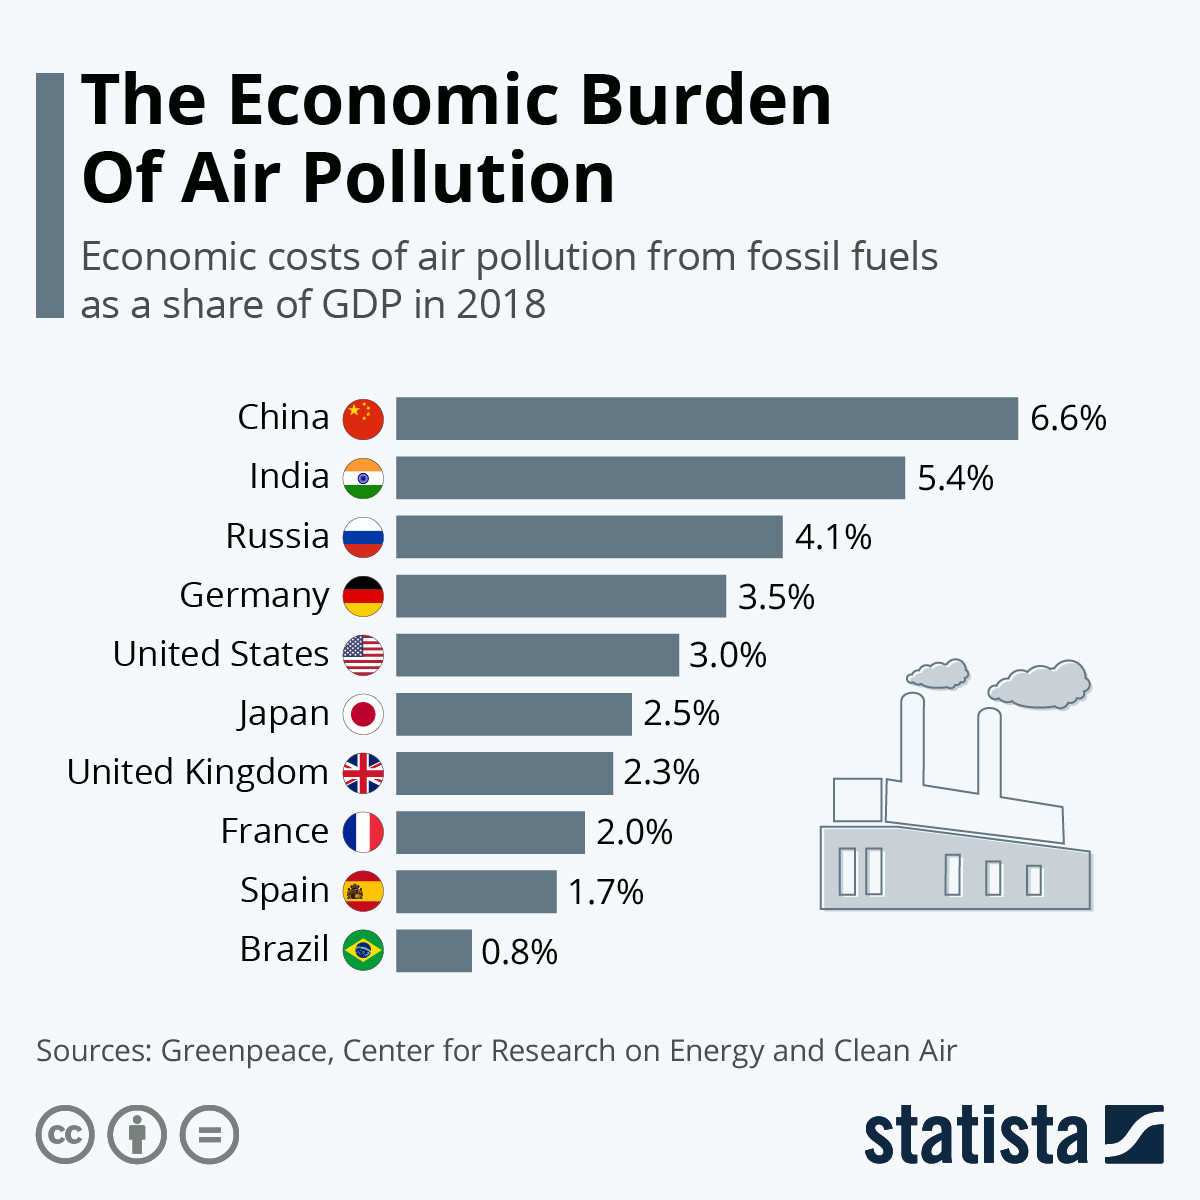 The Economic Burden
Of Air Pollution
Economic costs of air pollution from fossil fuels
as a share of GDP in 2018
China 6.6%
India 5.4%
Russia 4.1%
Germany 3.5%
United States 3.0%
Japan 2.5%
United Kingdom 2.3%
France 2.0%
Spain 1.7%
Brazil 0.8%
Sources: Greenpeace, Center for Research on Energy and Clean Air
cc = statista